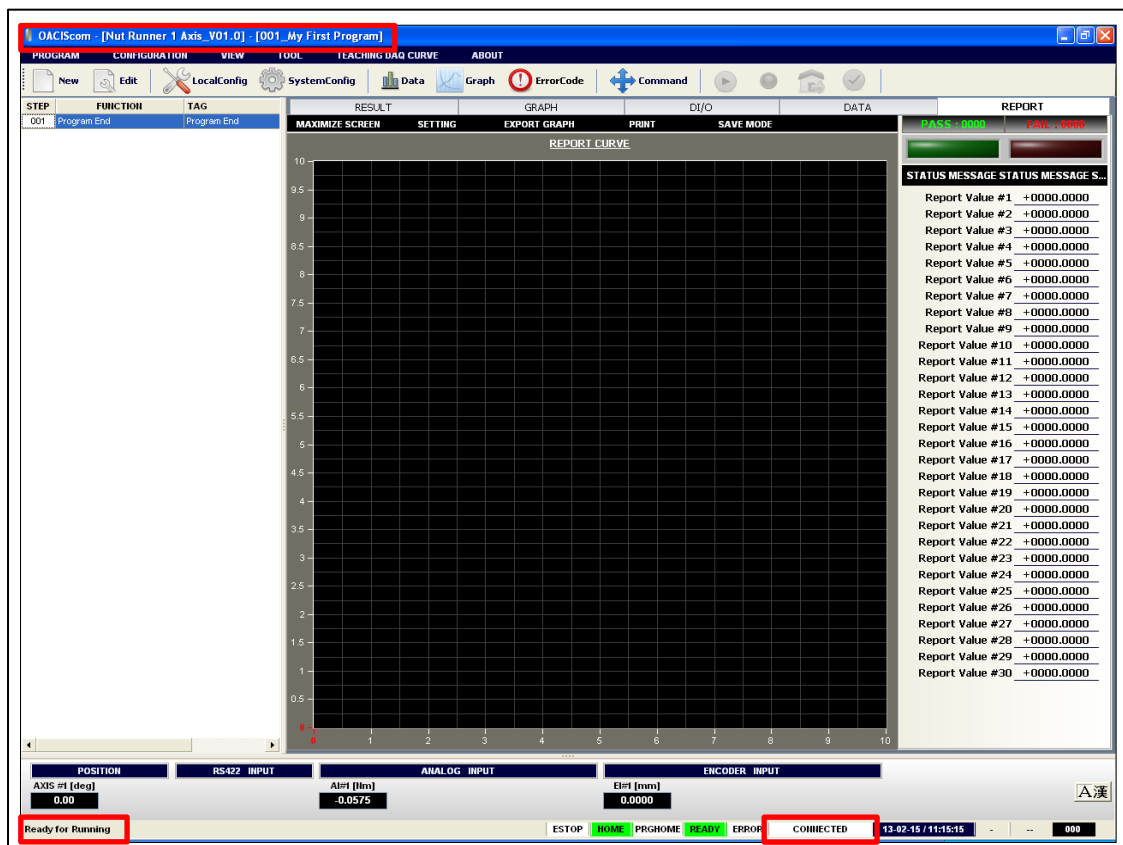 OACIScom - [Nut Runner 1 Axis_V01.0] - [001_My First Program]
PROGRAM CONFIGURATION VIEW TOOL TEACHING DAQ CURVE ABOUT
New Edit LocalConfig SystemConfig Data Graph ErrorCode Command
STEP FUNCTION TAG
001 Program End Program End
RESULT GRAPH DI/O DATA REPORT
MAXIMIZE SCREEN SETTING EXPORT GRAPH PRINT SAVE MODE
PASS : 0000 FAIL : 0000
REPORT CURVE
10
9.5
9
8.5
8
7.5
7
6.5
6
5.5
5
4.5
4
3.5
3
2.5
2
1.5
1
0.5
0
0 1 2 3 4 5 6 7 8 9 10
STATUS MESSAGE STATUS MESSAGE S...
Report Value #1 +0000.0000
Report Value #2 +0000.0000
Report Value #3 +0000.0000
Report Value #4 +0000.0000
Report Value #5 +0000.0000
Report Value #6 +0000.0000
Report Value #7 +0000.0000
Report Value #8 +0000.0000
Report Value #9 +0000.0000
Report Value #10 +0000.0000
Report Value #11 +0000.0000
Report Value #12 +0000.0000
Report Value #13 +0000.0000
Report Value #14 +0000.0000
Report Value #15 +0000.0000
Report Value #16 +0000.0000
Report Value #17 +0000.0000
Report Value #18 +0000.0000
Report Value #19 +0000.0000
Report Value #20 +0000.0000
Report Value #21 +0000.0000
Report Value #22 +0000.0000
Report Value #23 +0000.0000
Report Value #24 +0000.0000
Report Value #25 +0000.0000
Report Value #26 +0000.0000
Report Value #27 +0000.0000
Report Value #28 +0000.0000
Report Value #29 +0000.0000
Report Value #30 +0000.0000
POSITION RS422 INPUT ANALOG INPUT ENCODER INPUT
AXIS #1 [deg] AI#1 [Nm] EI#1 [mm]
0.00 -0.0575 0.0000
A漢
Ready for Running ESTOP HOME PRGHOME READY ERROR CONNECTED 13-02-15 / 11:15:15 - -- 000